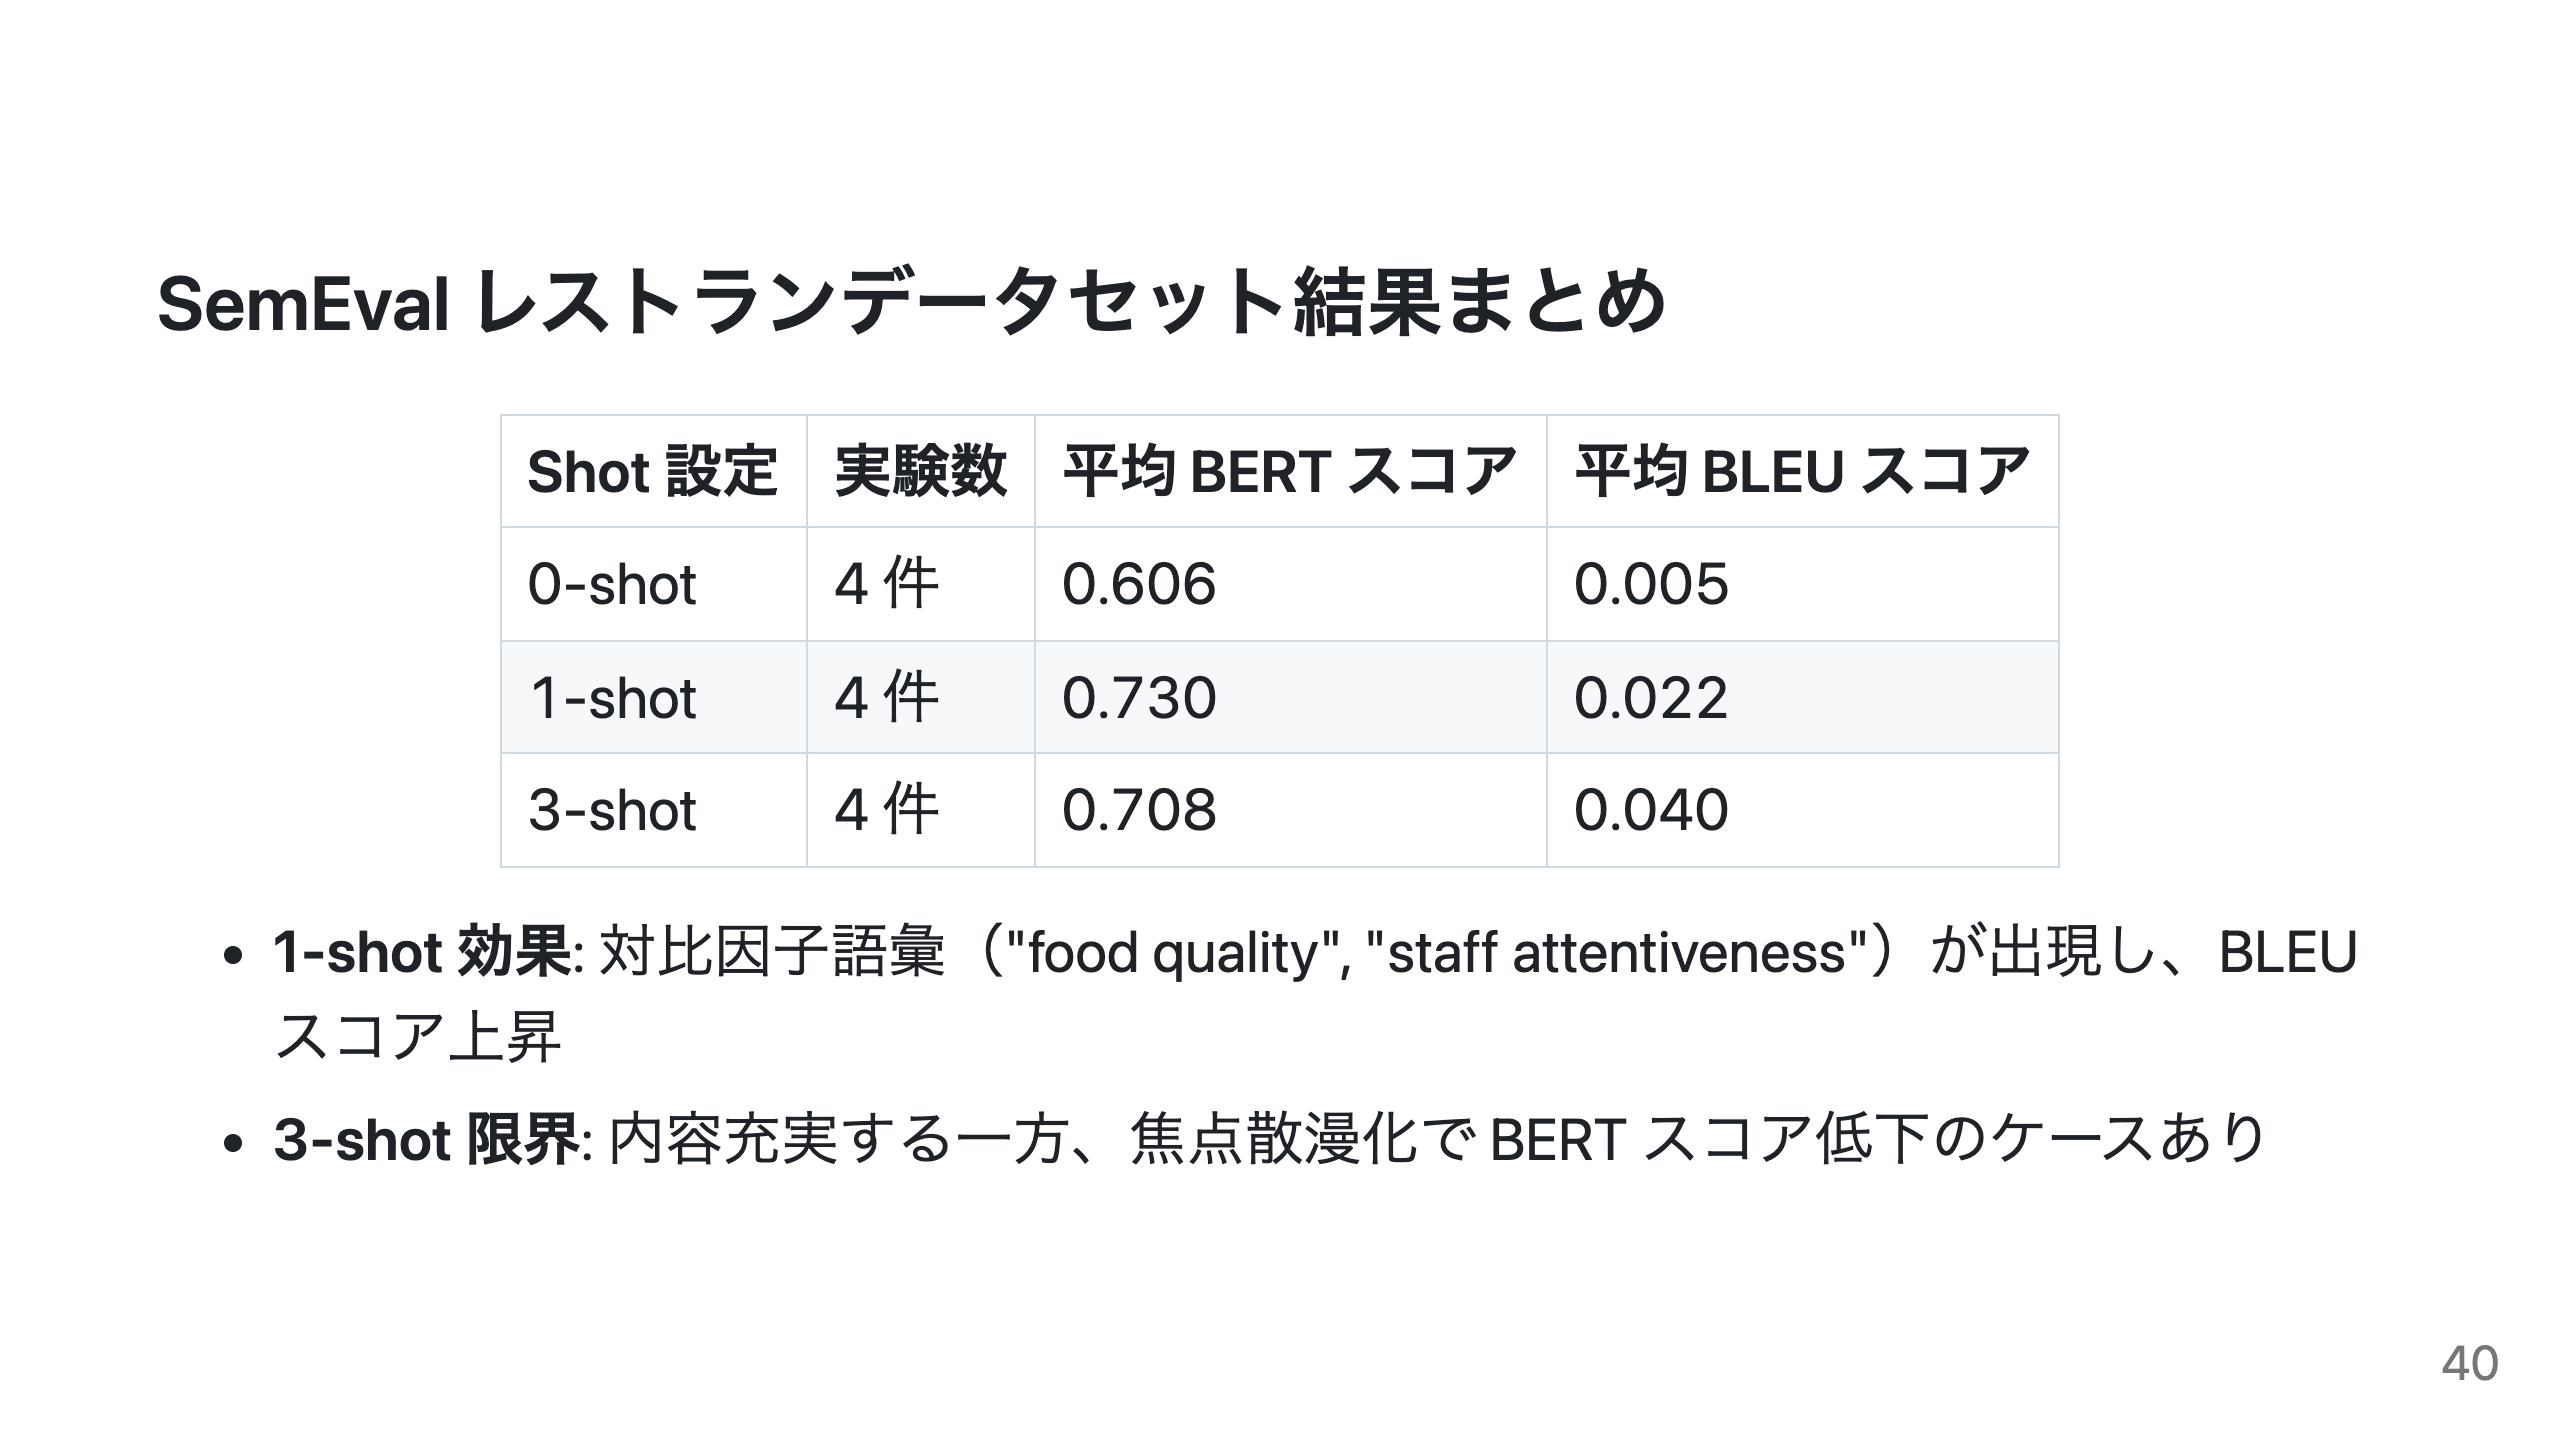 SemEval レストランデータセット結果まとめ
Shot 設定 実験数 平均 BERT スコア 平均 BLEU スコア
0-shot 4 件 0.606 0.005
1-shot 4 件 0.730 0.022
3-shot 4 件 0.708 0.040
• 1-shot 効果: 対比因子語彙（"food quality", "staff attentiveness"）が出現し、BLEU
スコア上昇
• 3-shot 限界: 内容充実する一方、焦点散漫化で BERT スコア低下のケースあり
40